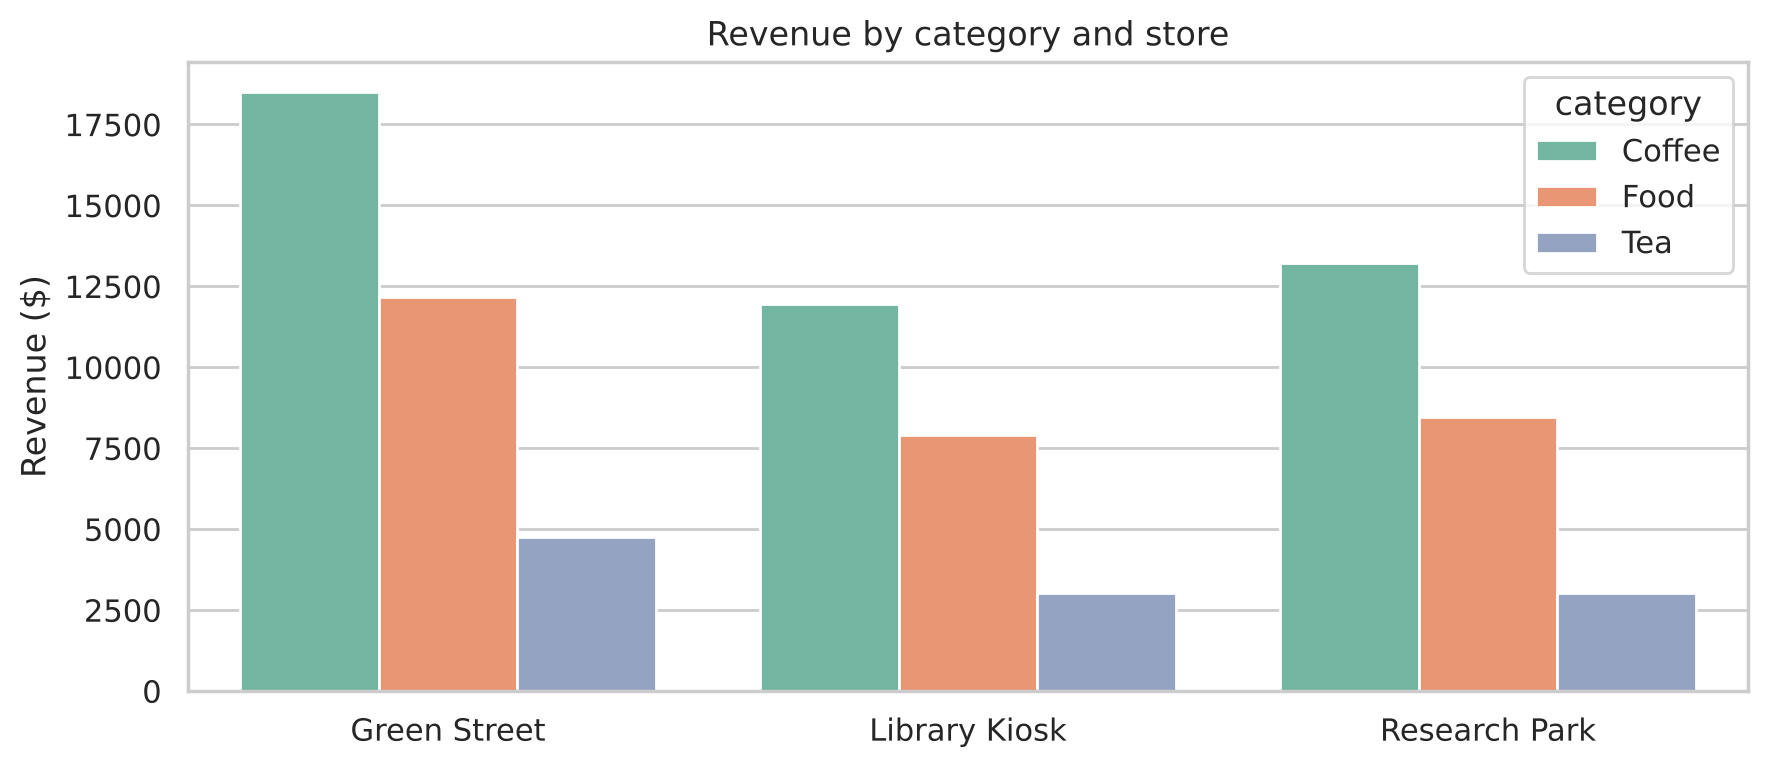 Revenue by category and store
Revenue ($)
17500
15000
12500
10000
7500
5000
2500
0
category
Coffee
Food
Tea
Green Street
Library Kiosk
Research Park